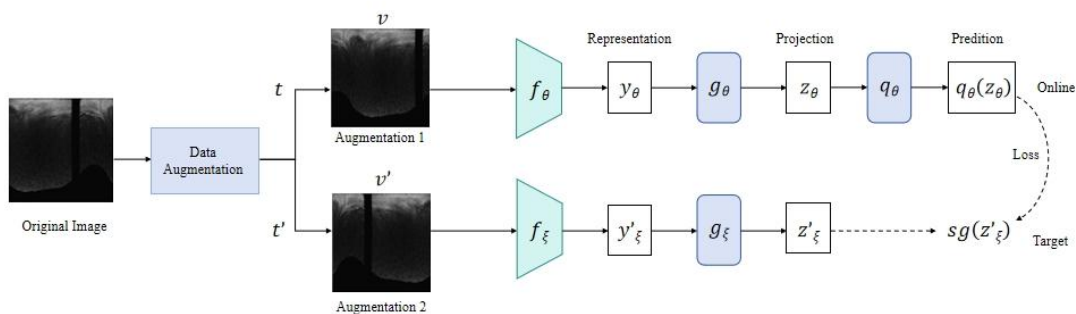 v
Representation
Projection
Predition
t
f_θ
y_θ
g_θ
z_θ
q_θ
q_θ(z_θ)
Online
Augmentation 1
Data
Augmentation
Loss
v'
Original Image
t'
f_ξ
y'_ξ
g_ξ
z'_ξ
sg(z'_ξ)
Target
Augmentation 2